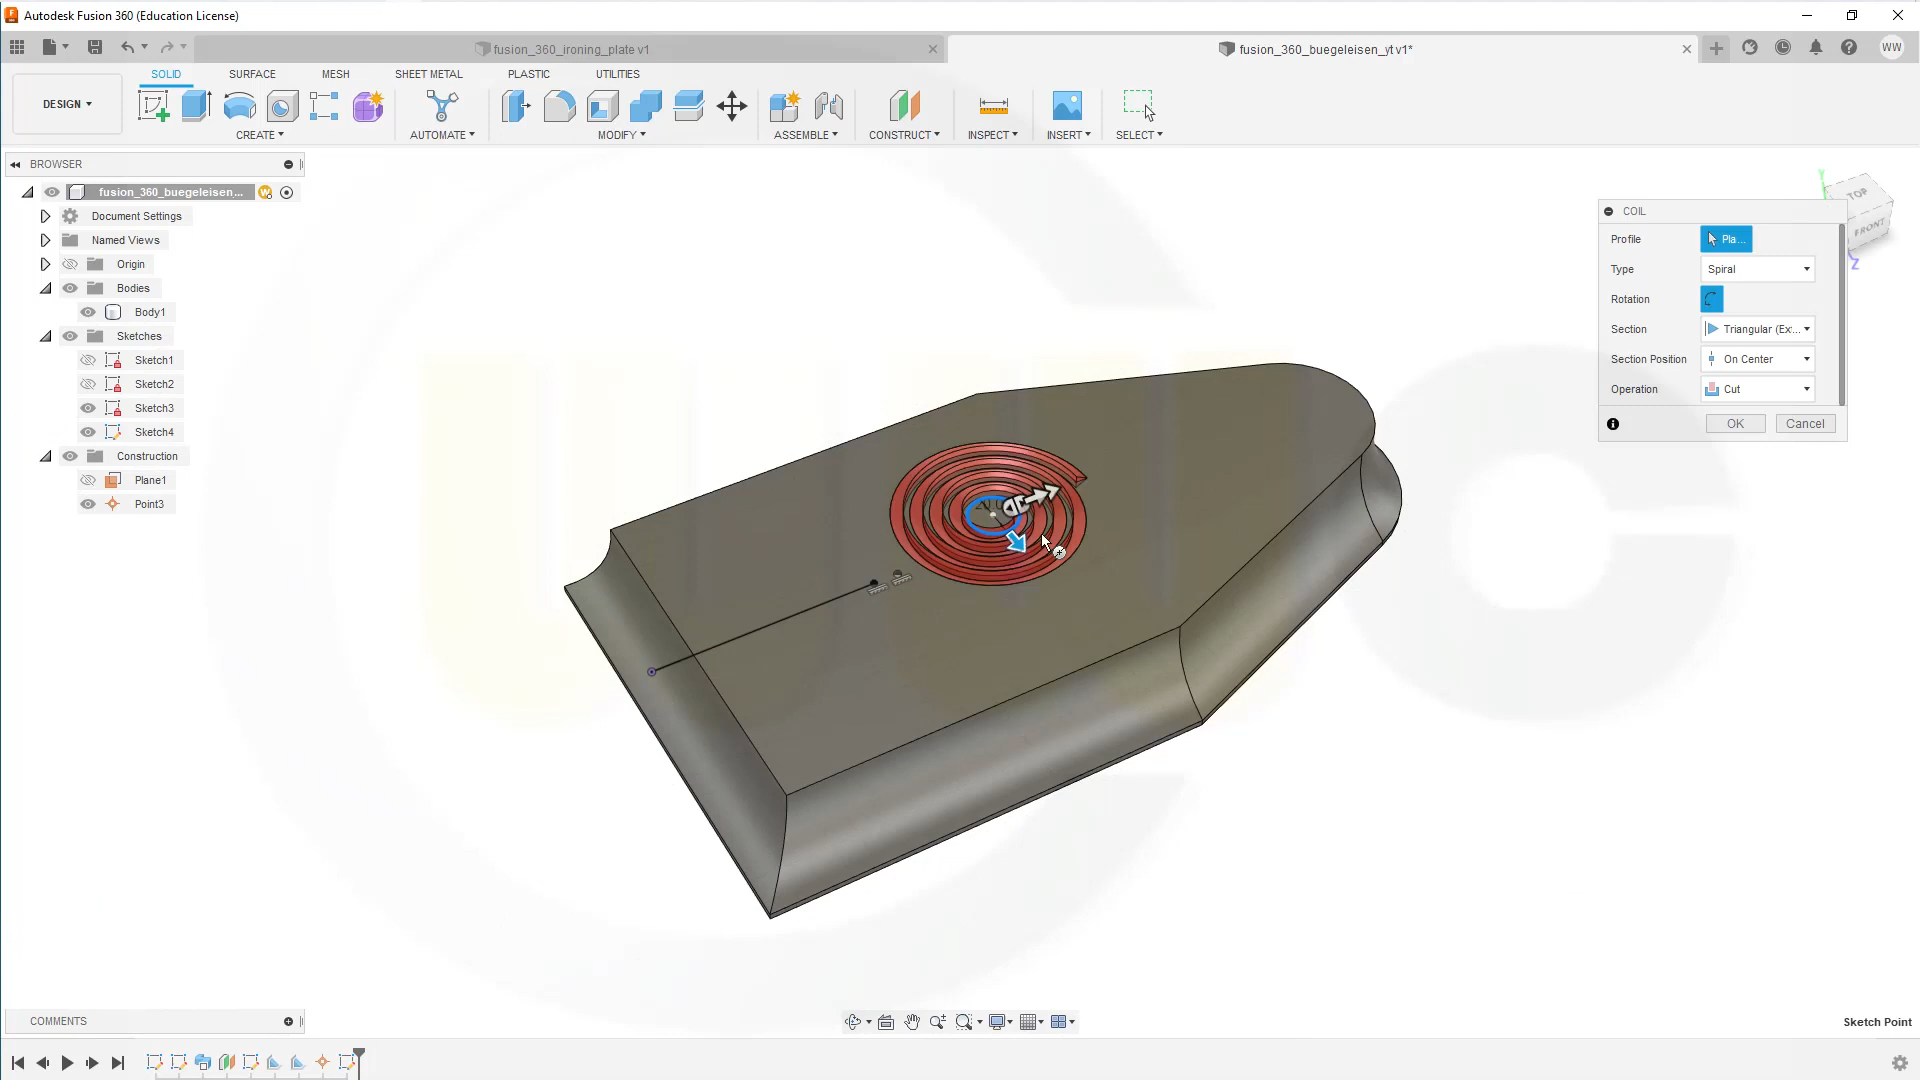 Autodesk Fusion 360 (Education License)
fusion_360_ironing_plate v1
fusion_360_buegeleisen_yt v1*
WW
DESIGN
SOLID SURFACE MESH SHEET METAL PLASTIC UTILITIES
CREATE AUTOMATE MODIFY ASSEMBLE CONSTRUCT INSPECT INSERT SELECT
BROWSER
fusion_360_buegeleisen...
Document Settings
Named Views
Origin
Bodies
Body1
Sketches
Sketch1
Sketch2
Sketch3
Sketch4
Construction
Plane1
Point3
TOP
FRONT
Z
COIL
Profile Pla...
Type Spiral
Rotation
Section Triangular (Ex...
Section Position On Center
Operation Cut
OK Cancel
COMMENTS
Sketch Point